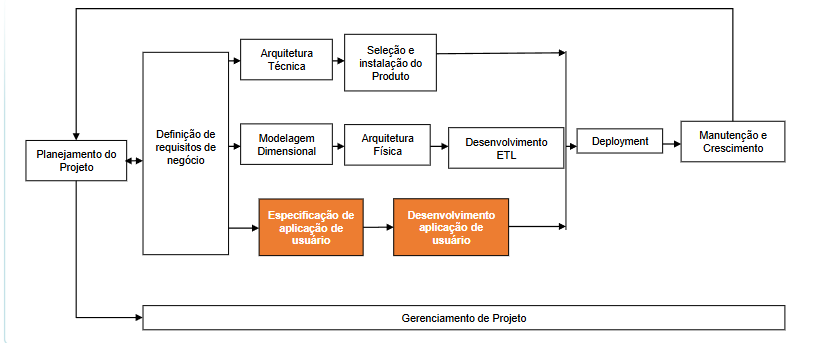 Arquitetura
Técnica
Seleção e
instalação do
Produto
Planejamento do
Projeto
Definição de
requisitos de
negócio
Modelagem
Dimensional
Arquitetura
Física
Desenvolvimento
ETL
Deployment
Manutenção e
Crescimento
Especificação de
aplicação de
usuário
Desenvolvimento
aplicação de
usuário
Gerenciamento de Projeto